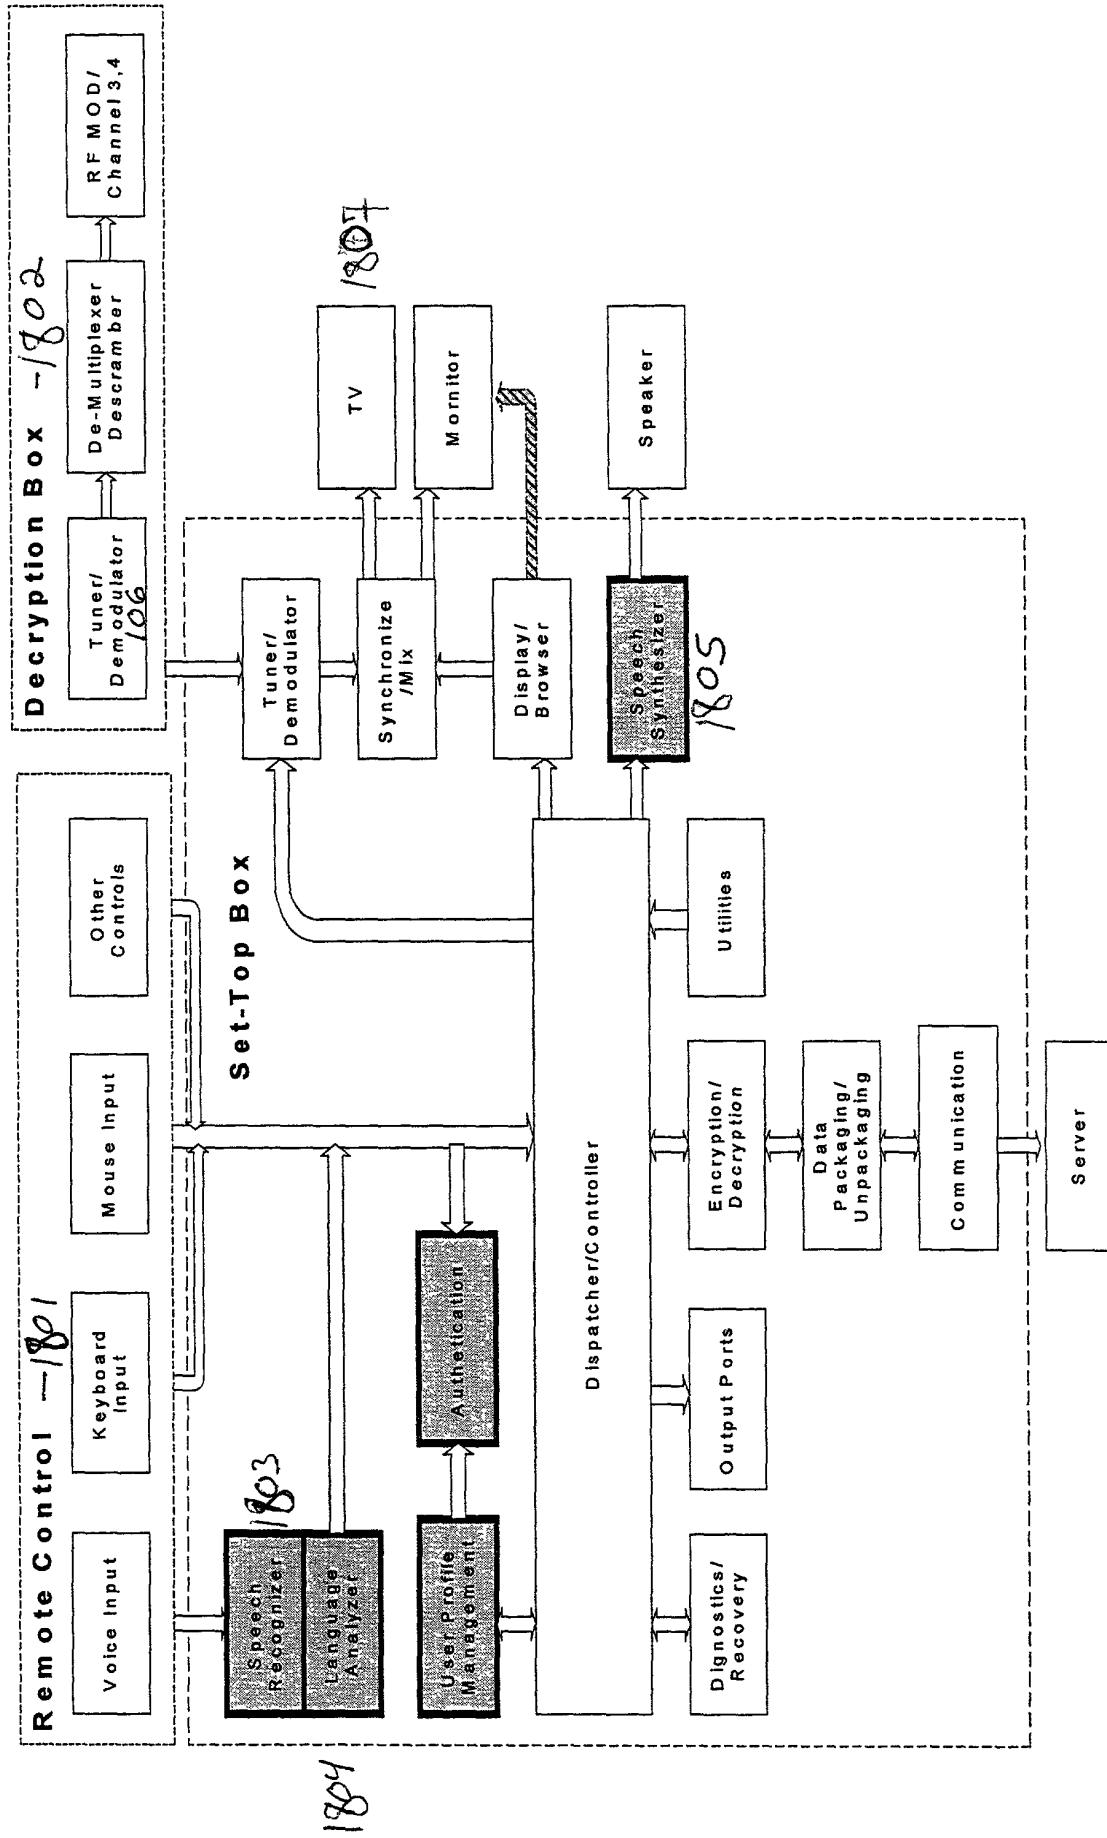 Remote Control —1801
Voice Input
Keyboard
Input
Mouse Input
Other
Controls
Decryption Box -1802
Tuner/
Demodulator
106
De-Multiplexer
Descramber
RF MOD/
Channel 3,4
Set-Top Box
1803
Speech
Recognizer
Language
Analyzer
1804
Tuner/
Demodulator
Synchronize
/Mix
TV
1807
Mornitor
User Profile
Management
Authetication
Display/
Browser
Speech
Synthesizer
1805
Speaker
Dispatcher/Controller
Dignostics/
Recovery
Output Ports
Encryption/
Decryption
Utilities
Data
Packaging/
Unpackaging
Communication
Server